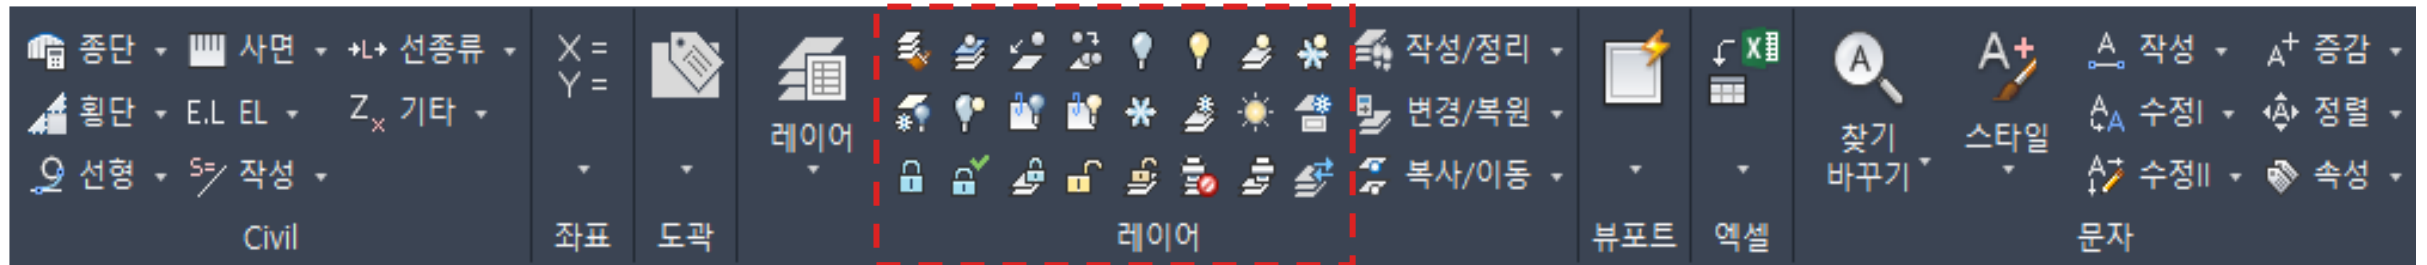 종단 사면 선종류
횡단 E.L EL 기타
선형 작성
Civil
X =
Y =
좌표
도곽
레이어
작성/정리
변경/복원
복사/이동
레이어
뷰포트
엑셀
찾기
바꾸기
스타일
작성 증감
수정I 정렬
수정II 속성
문자